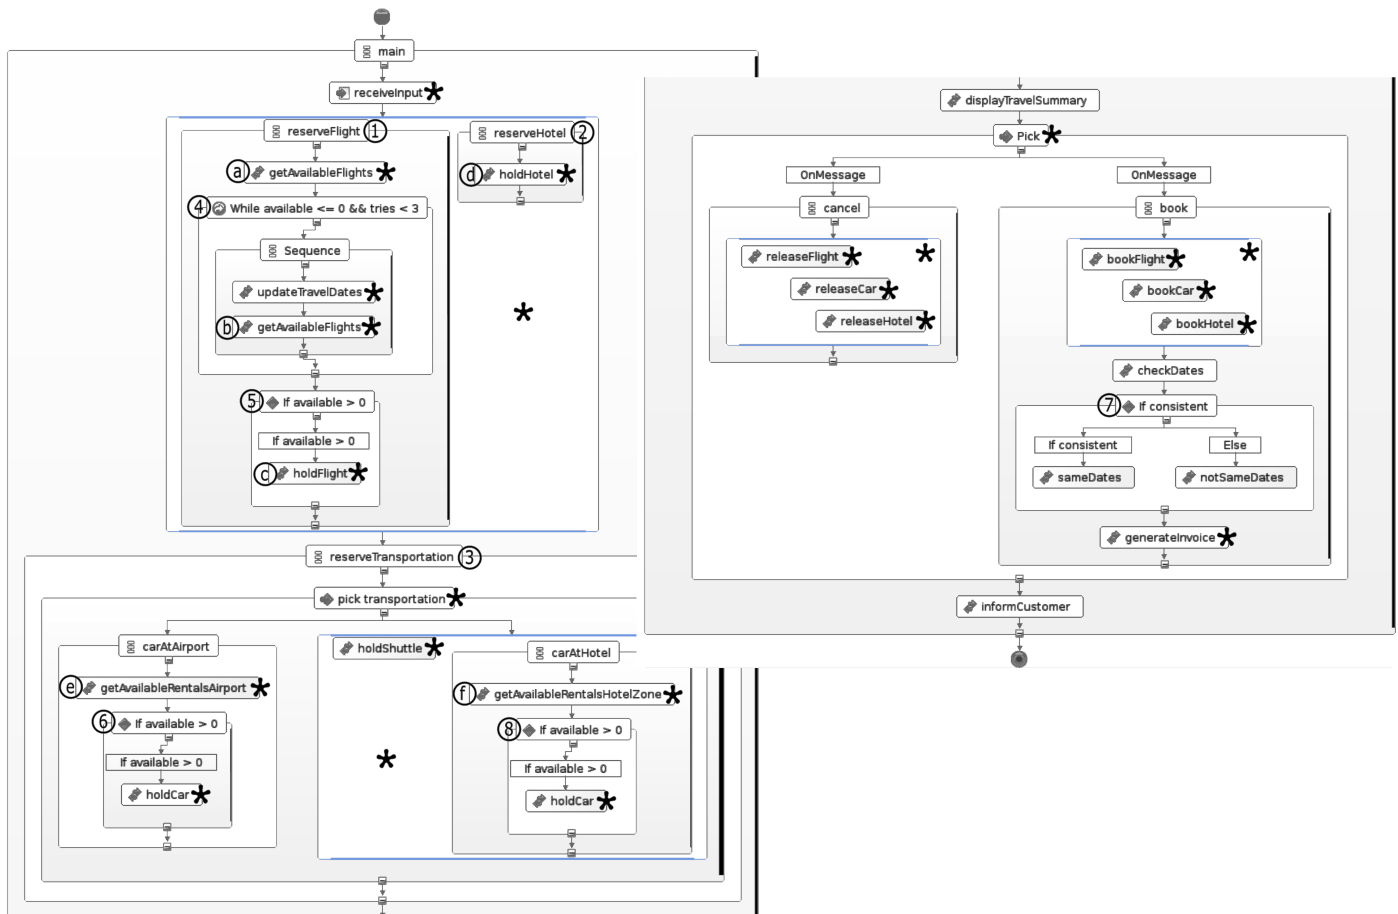 main
receiveInput *
reserveFlight 1
reserveHotel 2
a getAvailableFlights *
d holdHotel *
4 While available <= 0 && tries < 3
Sequence
updateTravelDates *
b getAvailableFlights *
*
5 If available > 0
If available > 0
c holdFlight *
reserveTransportation 3
pick transportation *
carAtAirport
holdShuttle *
carAtHotel
e getAvailableRentalsAirport *
f getAvailableRentalsHotelZone *
6 If available > 0
8 If available > 0
*
If available > 0
If available > 0
holdCar *
holdCar *
displayTravelSummary
Pick *
OnMessage
OnMessage
cancel
book
releaseFlight *
*
releaseCar *
releaseHotel *
bookFlight *
*
bookCar *
bookHotel *
checkDates
7 If consistent
If consistent
Else
sameDates
notSameDates
generateInvoice *
informCustomer